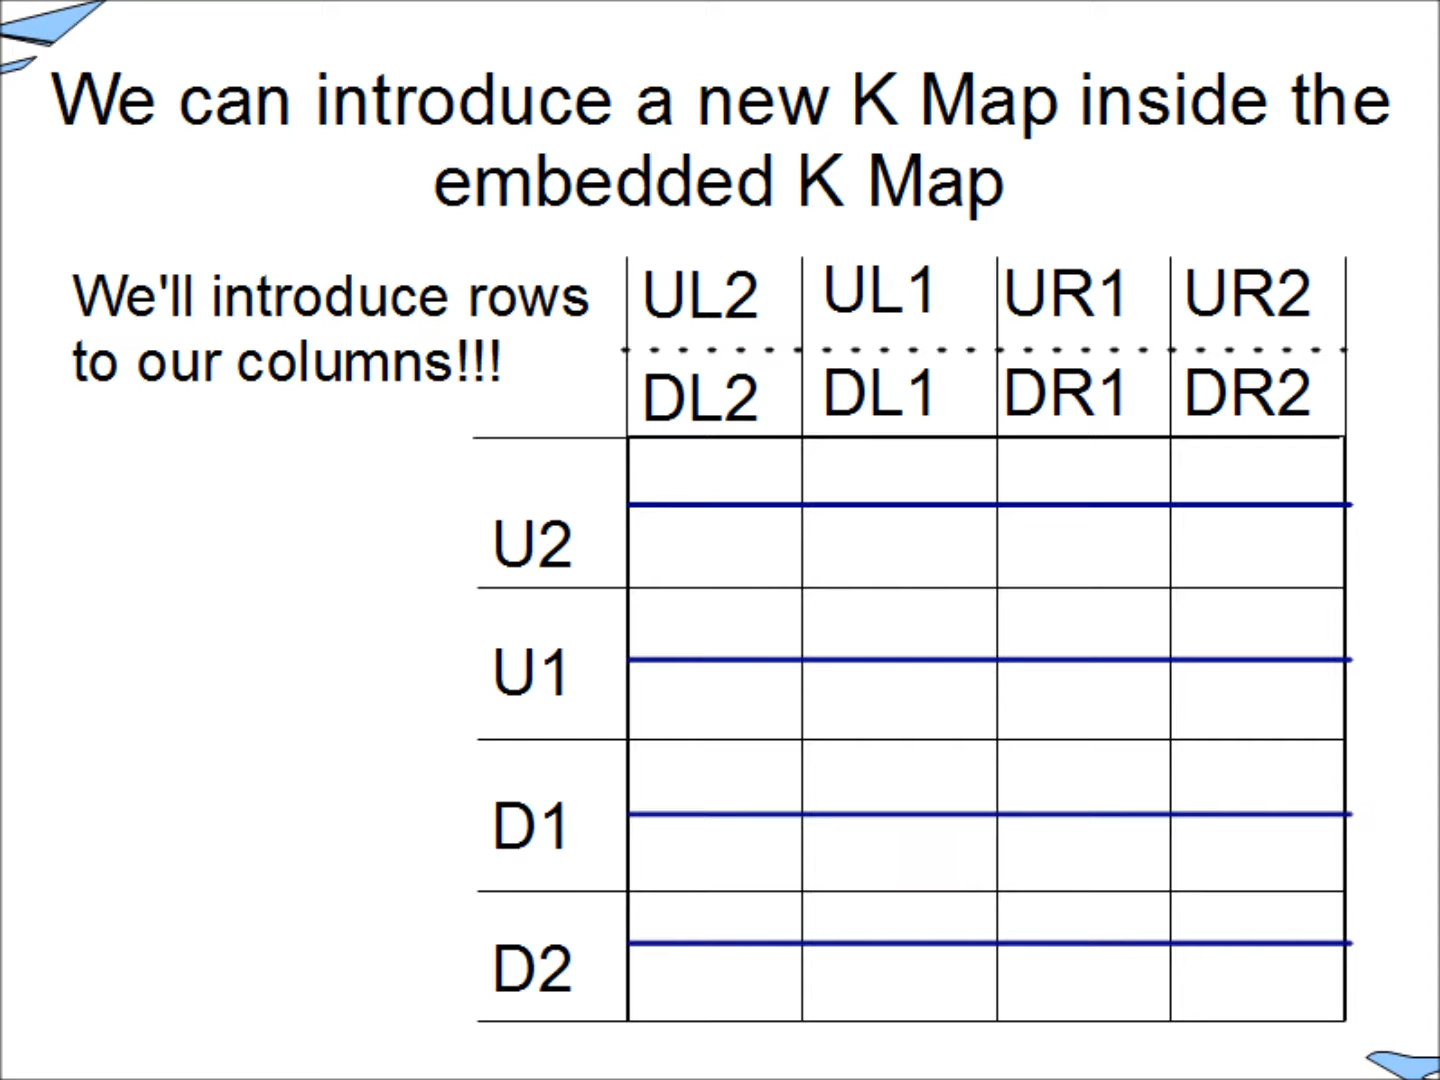 We can introduce a new K Map inside the
embedded K Map
We'll introduce rows
to our columns!!!
UL2 UL1 UR1 UR2
DL2 DL1 DR1 DR2
U2
U1
D1
D2